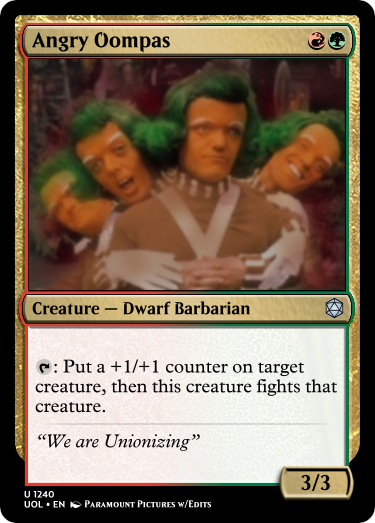 Angry Oompas
Creature — Dwarf Barbarian
: Put a +1/+1 counter on target
creature, then this creature fights that
creature.
“We are Unionizing”
3/3
U 1240
UOL • EN Paramount Pictures w/Edits